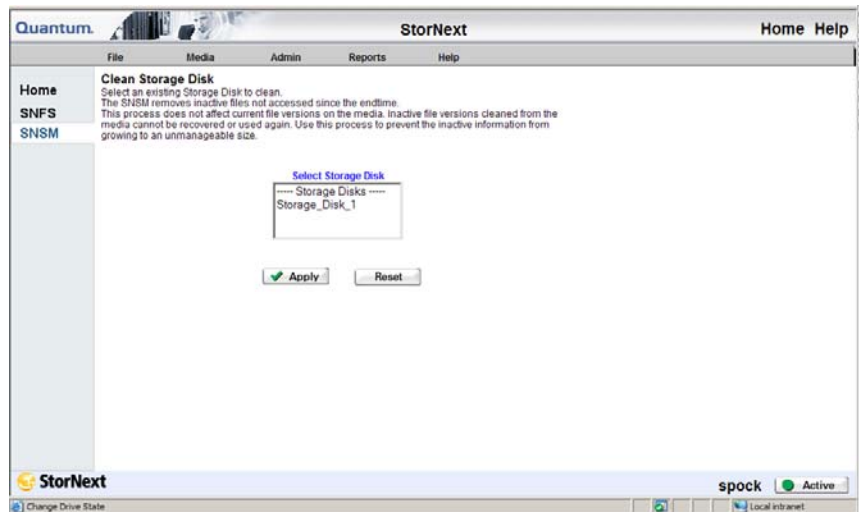 Quantum.
StorNext
Home Help
File Media Admin Reports Help
Home
SNFS
SNSM
Clean Storage Disk
Select an existing Storage Disk to clean.
The SNSM removes inactive files not accessed since the endtime.
This process does not affect current file versions on the media. Inactive file versions cleaned from the
media cannot be recovered or used again. Use this process to prevent the inactive information from
growing to an unmanageable size.
Select Storage Disk
----- Storage Disks -----
Storage_Disk_1
Apply Reset
StorNext
spock Active
Change Drive State
Local intranet